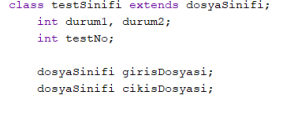 class testSinifi extends dosyaSinifi;
int durum1, durum2;
int testNo;
dosyaSinifi girisDosyasi;
dosyaSinifi cikisDosyasi;